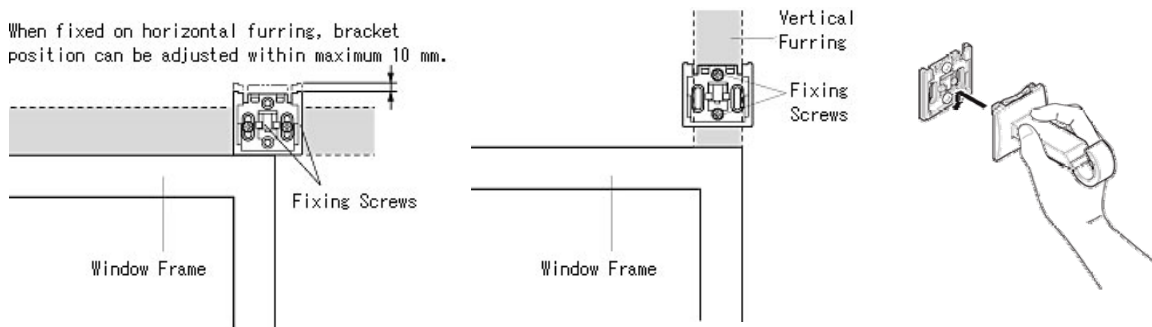 When fixed on horizontal furring, bracket
position can be adjusted within maximum 10 mm.
Fixing Screws
Window Frame
Vertical
Furring
Fixing
Screws
Window Frame